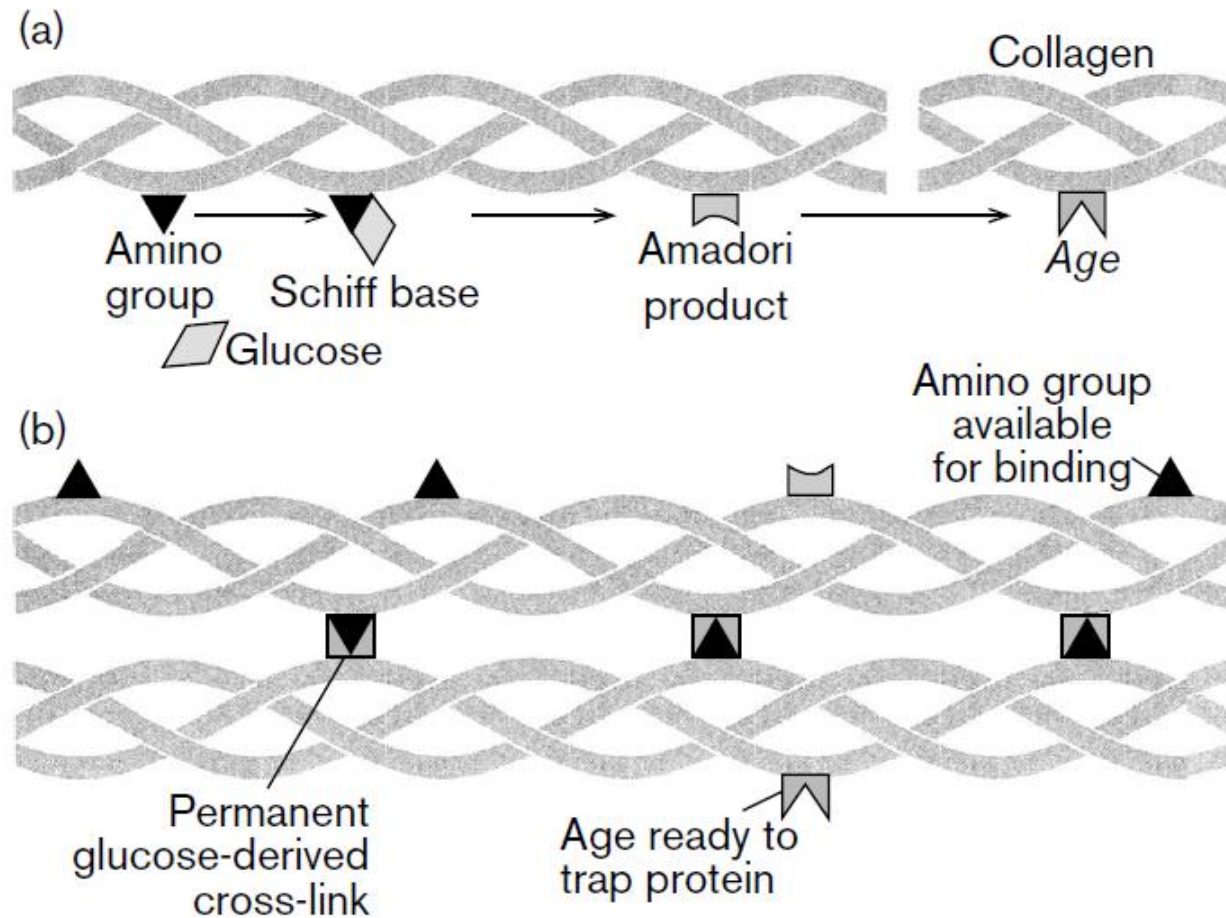 (a)
Collagen
Amino
group
Schiff base
Glucose
Amadori
product
Age
(b)
Amino group
available
for binding
Permanent
glucose-derived
cross-link
Age ready to
trap protein